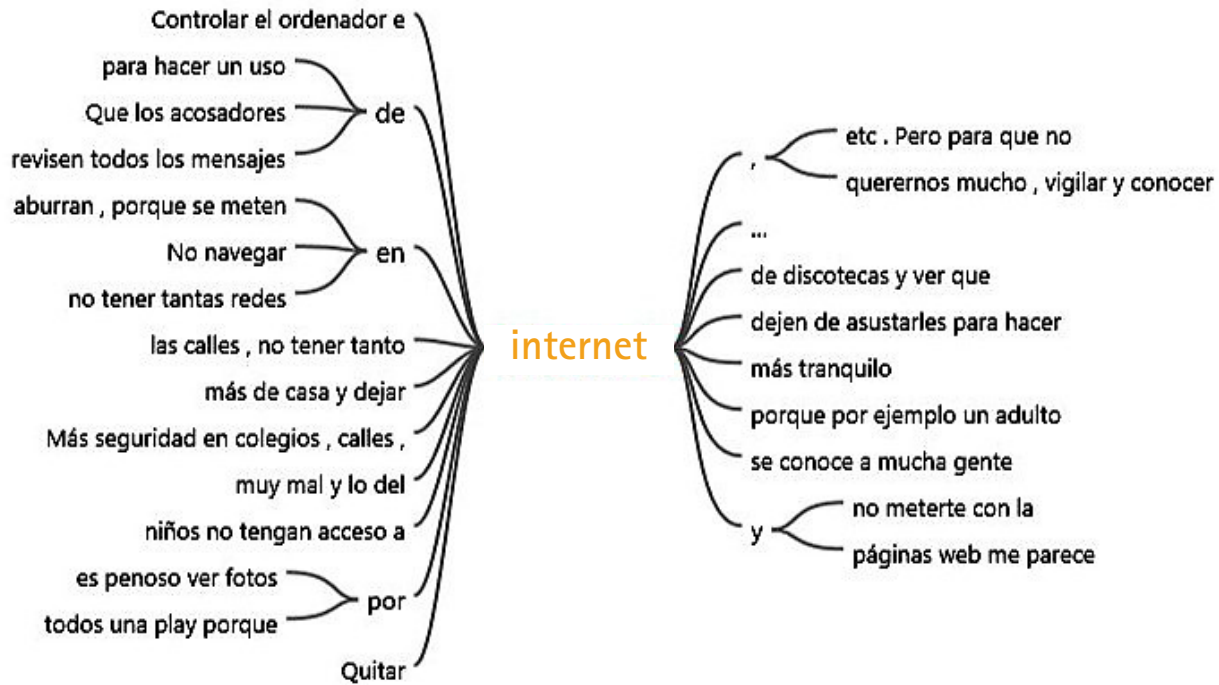 Controlar el ordenador e
para hacer un uso
Que los acosadores
revisen todos los mensajes
de
aburran , porque se meten
No navegar
no tener tantas redes
en
las calles , no tener tanto
más de casa y dejar
Más seguridad en colegios , calles ,
muy mal y lo del
niños no tengan acceso a
es penoso ver fotos
todos una play porque
por
Quitar
internet
,
etc . Pero para que no
querernos mucho , vigilar y conocer
...
de discotecas y ver que
dejen de asustarles para hacer
más tranquilo
porque por ejemplo un adulto
se conoce a mucha gente
y
no meterte con la
páginas web me parece